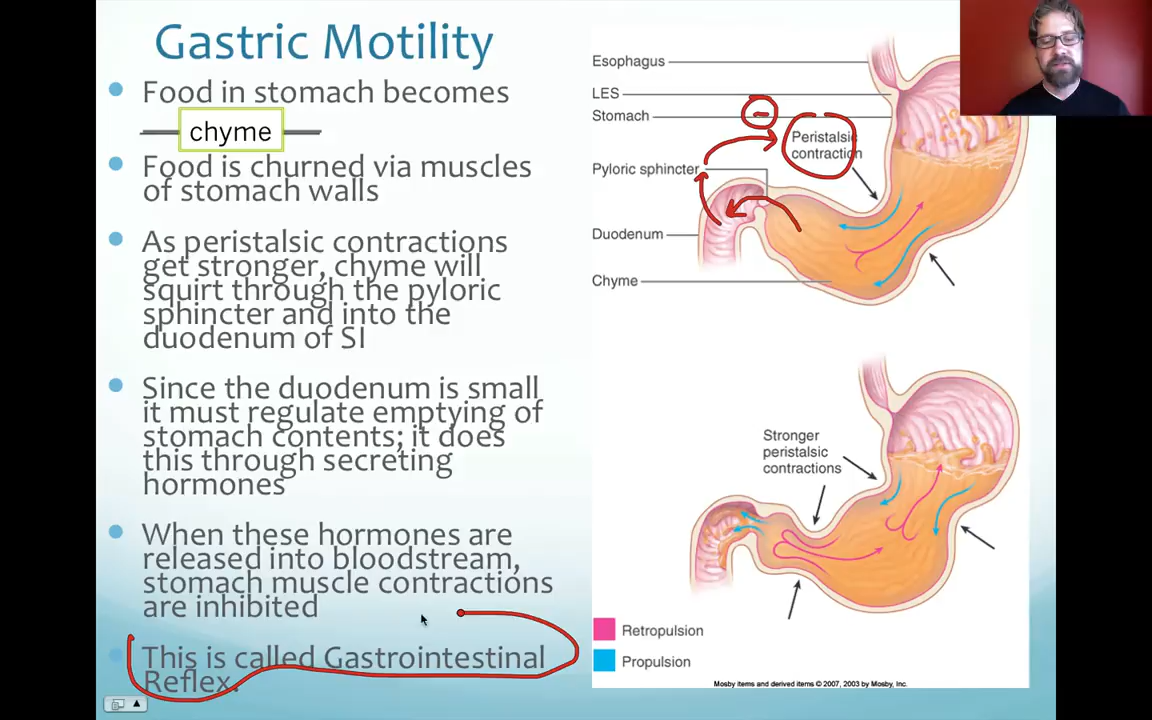 Gastric Motility
Food in stomach becomes
chyme
Food is churned via muscles
of stomach walls
As peristalsic contractions
get stronger, chyme will
squirt through the pyloric
sphincter and into the
duodenum of SI
Since the duodenum is small
it must regulate emptying of
stomach contents; it does
this through secreting
hormones
When these hormones are
released into bloodstream,
stomach muscle contractions
are inhibited
This is called Gastrointestinal
Reflex.
Esophagus
LES
Stomach
Peristalsic
contraction
Pyloric sphincter
Duodenum
Chyme
Stronger
peristalsic
contractions
Retropulsion
Propulsion
Mosby items and derived items © 2007, 2003 by Mosby, Inc.